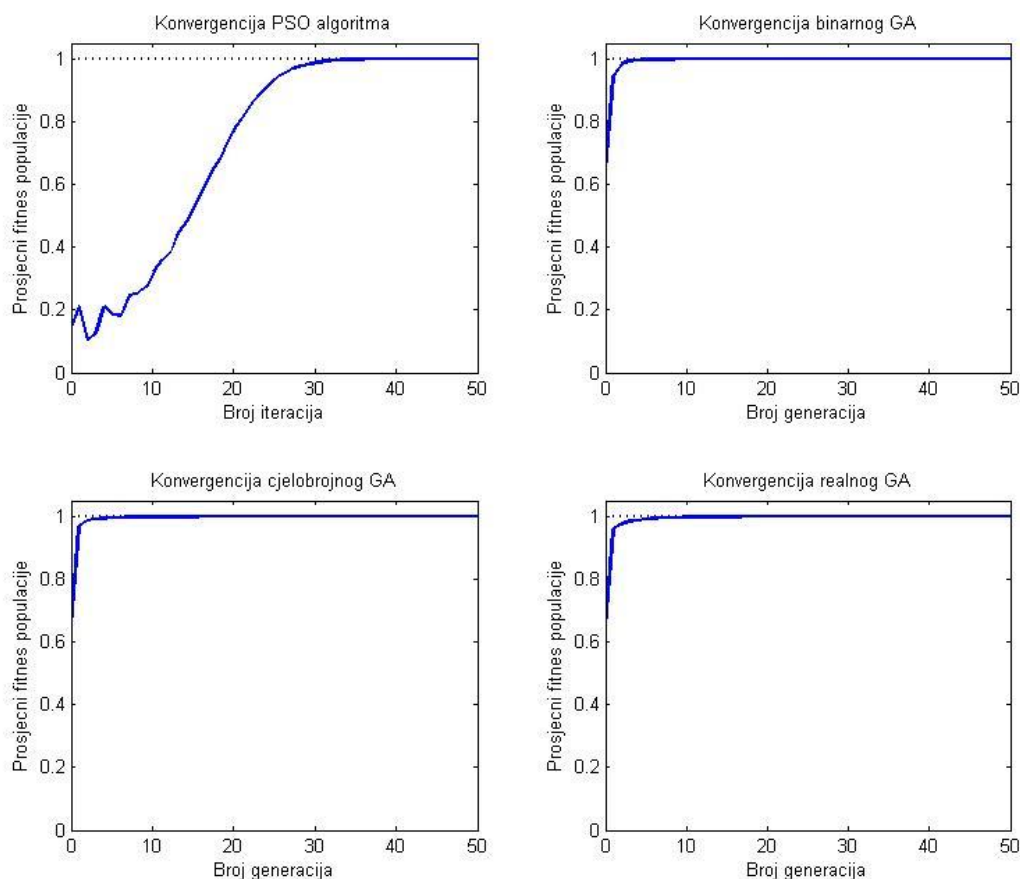 Konvergencija PSO algoritma
1
0.8
0.6
0.4
0.2
0
Prosjecni fitnes populacije
0 10 20 30 40 50
Broj iteracija
Konvergencija binarnog GA
1
0.8
0.6
0.4
0.2
0
Prosjecni fitnes populacije
0 10 20 30 40 50
Broj generacija
Konvergencija cjelobrojnog GA
1
0.8
0.6
0.4
0.2
0
Prosjecni fitnes populacije
0 10 20 30 40 50
Broj generacija
Konvergencija realnog GA
1
0.8
0.6
0.4
0.2
0
Prosjecni fitnes populacije
0 10 20 30 40 50
Broj generacija